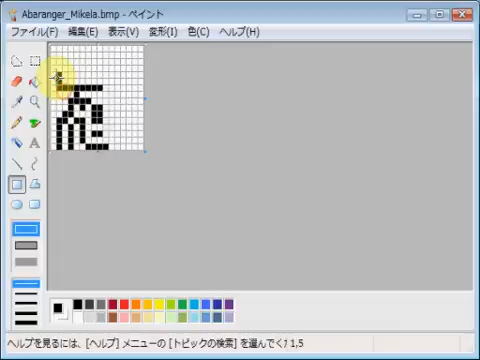 Abaranger_Mikela.bmp - ペイント
ファイル(F) 編集(E) 表示(V) 変形(I) 色(C) ヘルプ(H)
ヘルプを見るには、[ヘルプ] メニューの [トピックの検索] を選んでく 1,5